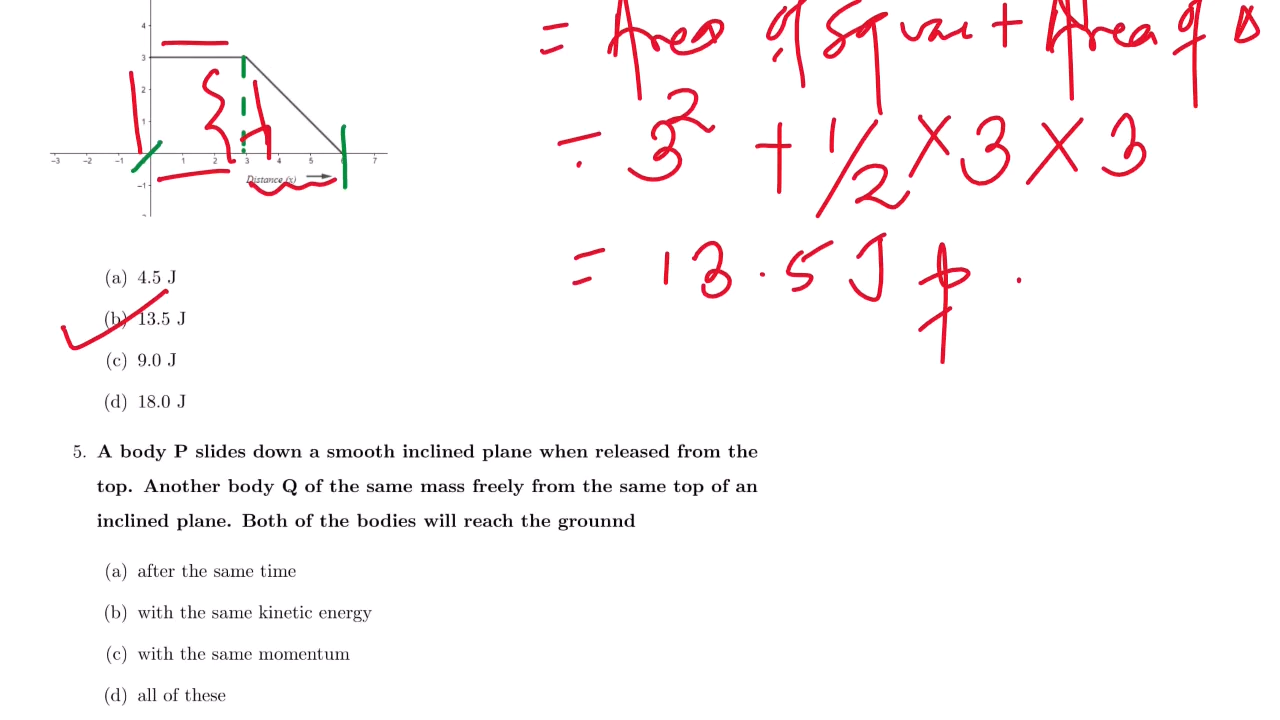 = Area of Square + Area of Δ
= 3² + 1/2 × 3 × 3
= 13.5 J
4
3
2
1
-3 -2 -1 1 2 3 4 5 7
-1
Distance (x)
(a) 4.5 J
(b) 13.5 J
(c) 9.0 J
(d) 18.0 J
5. A body P slides down a smooth inclined plane when released from the
top. Another body Q of the same mass freely from the same top of an
inclined plane. Both of the bodies will reach the grounnd
(a) after the same time
(b) with the same kinetic energy
(c) with the same momentum
(d) all of these